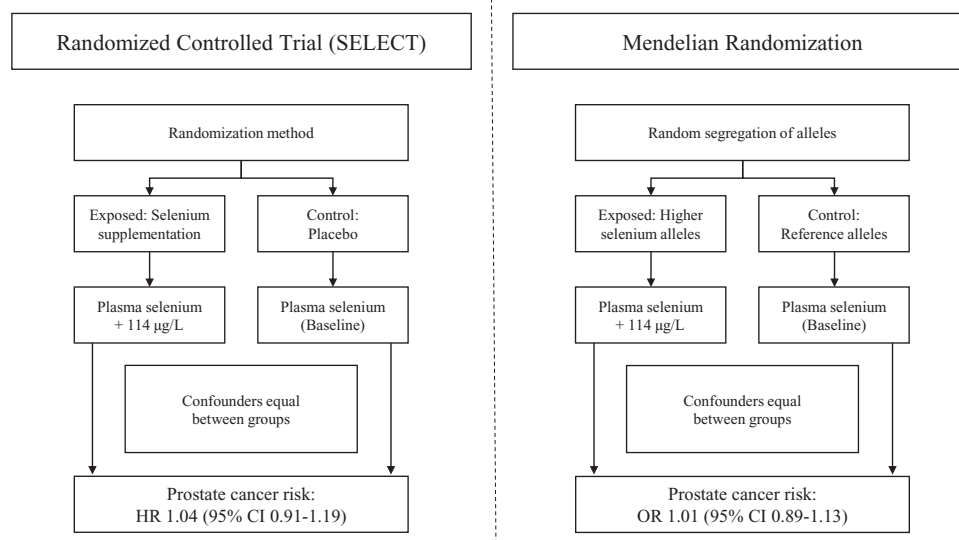 Randomized Controlled Trial (SELECT)
Randomization method
Exposed: Selenium
supplementation
Control:
Placebo
Plasma selenium
+ 114 μg/L
Plasma selenium
(Baseline)
Confounders equal
between groups
Prostate cancer risk:
HR 1.04 (95% CI 0.91-1.19)
Mendelian Randomization
Random segregation of alleles
Exposed: Higher
selenium alleles
Control:
Reference alleles
Plasma selenium
+ 114 μg/L
Plasma selenium
(Baseline)
Confounders equal
between groups
Prostate cancer risk:
OR 1.01 (95% CI 0.89-1.13)